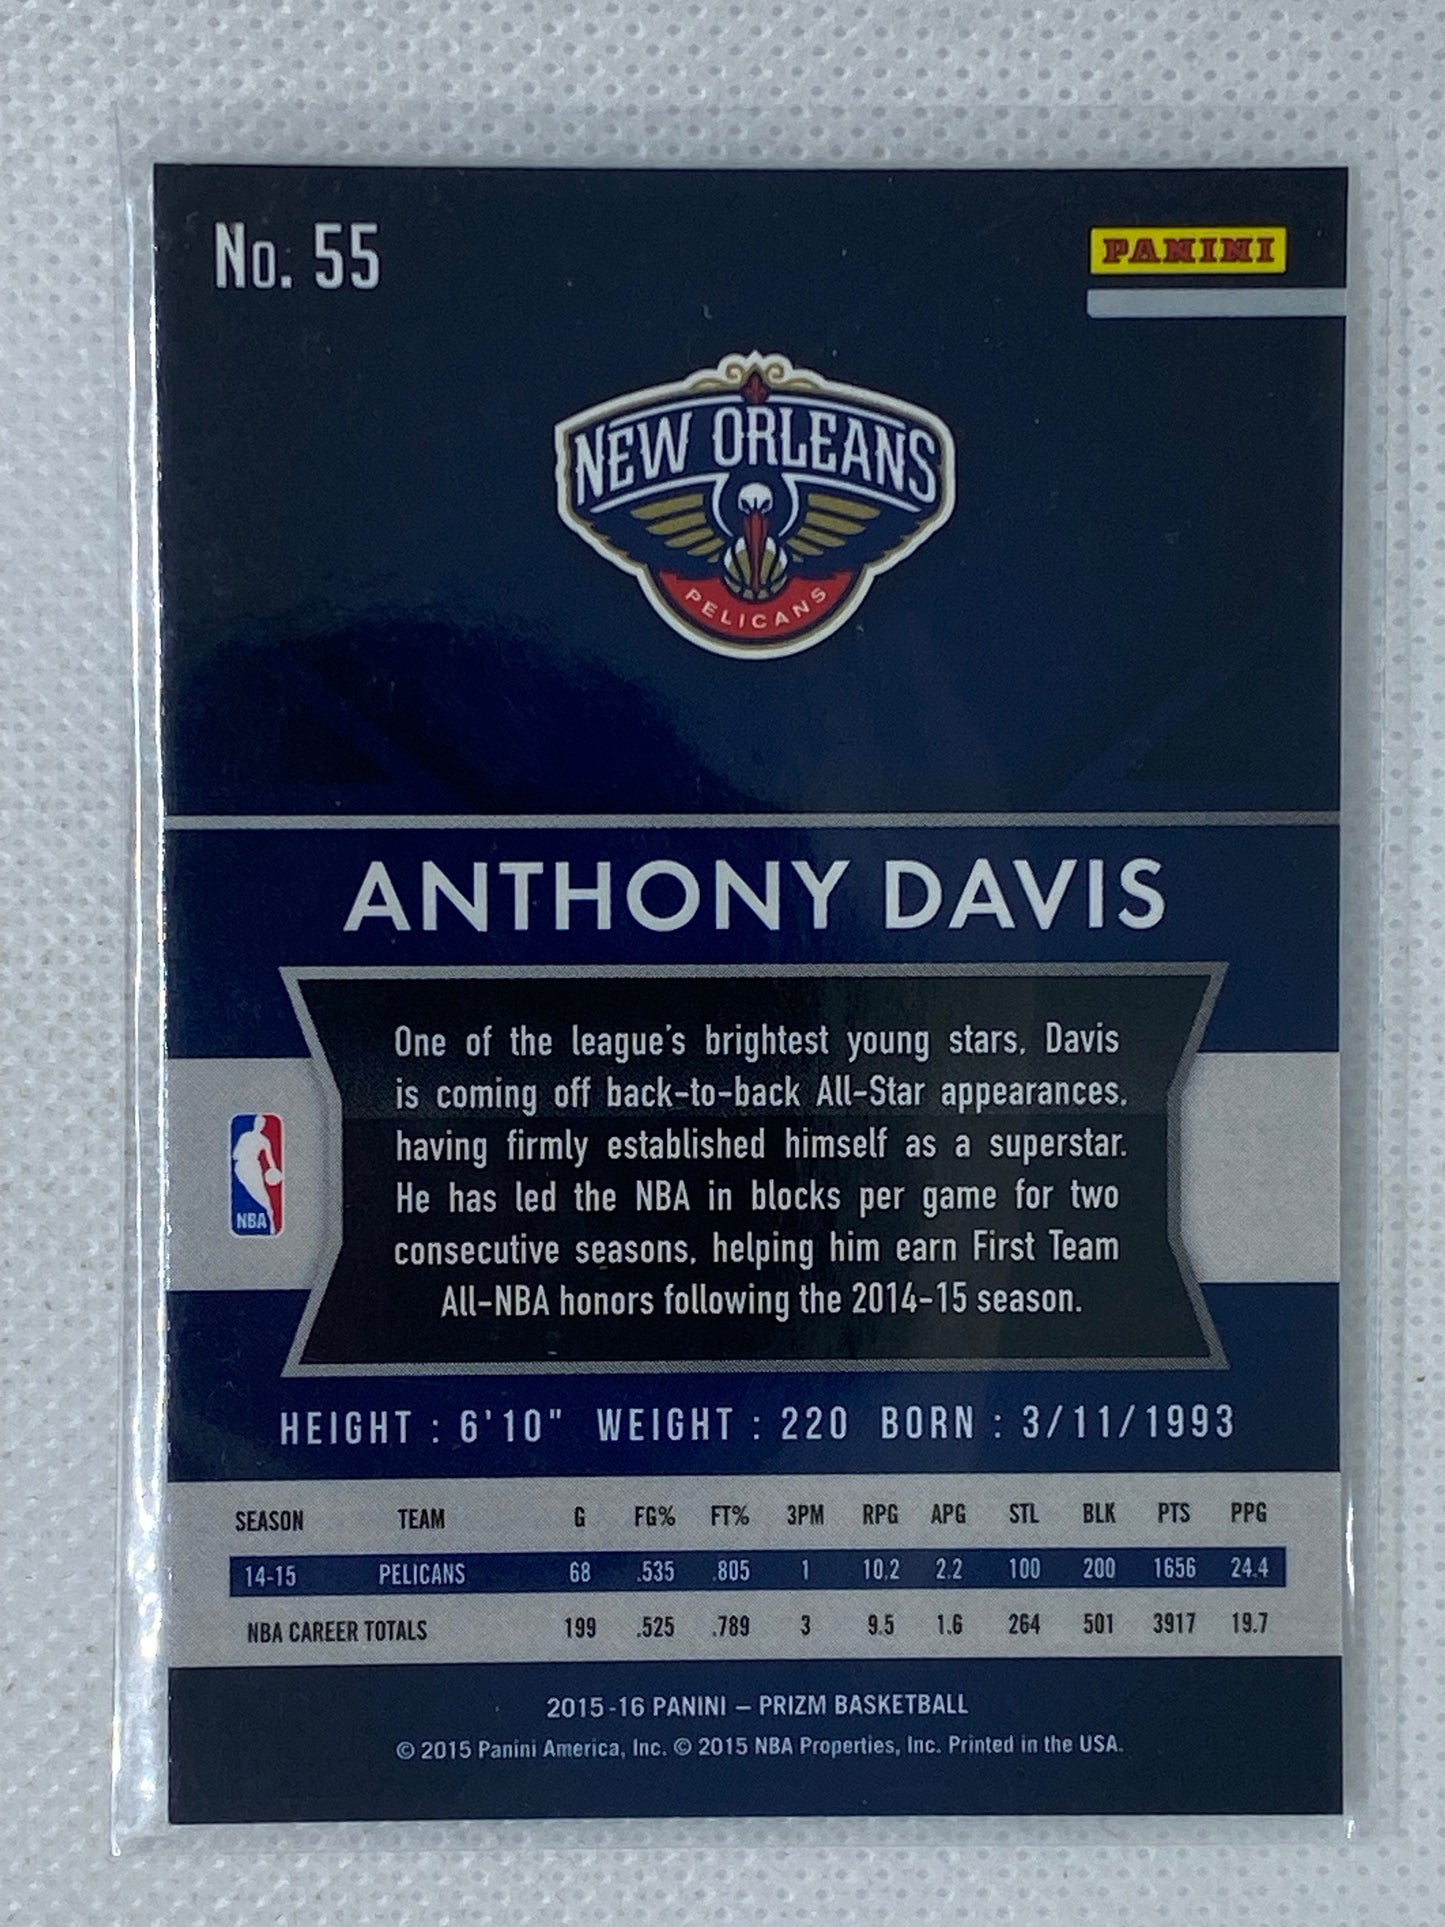 No. 55
PANINI
NEW ORLEANS
PELICANS
ANTHONY DAVIS
One of the league's brightest young stars, Davis
is coming off back-to-back All-Star appearances,
having firmly established himself as a superstar.
He has led the NBA in blocks per game for two
consecutive seasons, helping him earn First Team
All-NBA honors following the 2014-15 season.
NBA
HEIGHT : 6'10" WEIGHT : 220 BORN : 3/11/1993
SEASON TEAM G FG% FT% 3PM RPG APG STL BLK PTS PPG
14-15 PELICANS 68 .535 .805 1 10.2 2.2 100 200 1656 24.4
NBA CAREER TOTALS 199 .525 .789 3 9.5 1.6 264 501 3917 19.7
2015-16 PANINI – PRIZM BASKETBALL
© 2015 Panini America, Inc. © 2015 NBA Properties, Inc. Printed in the USA.